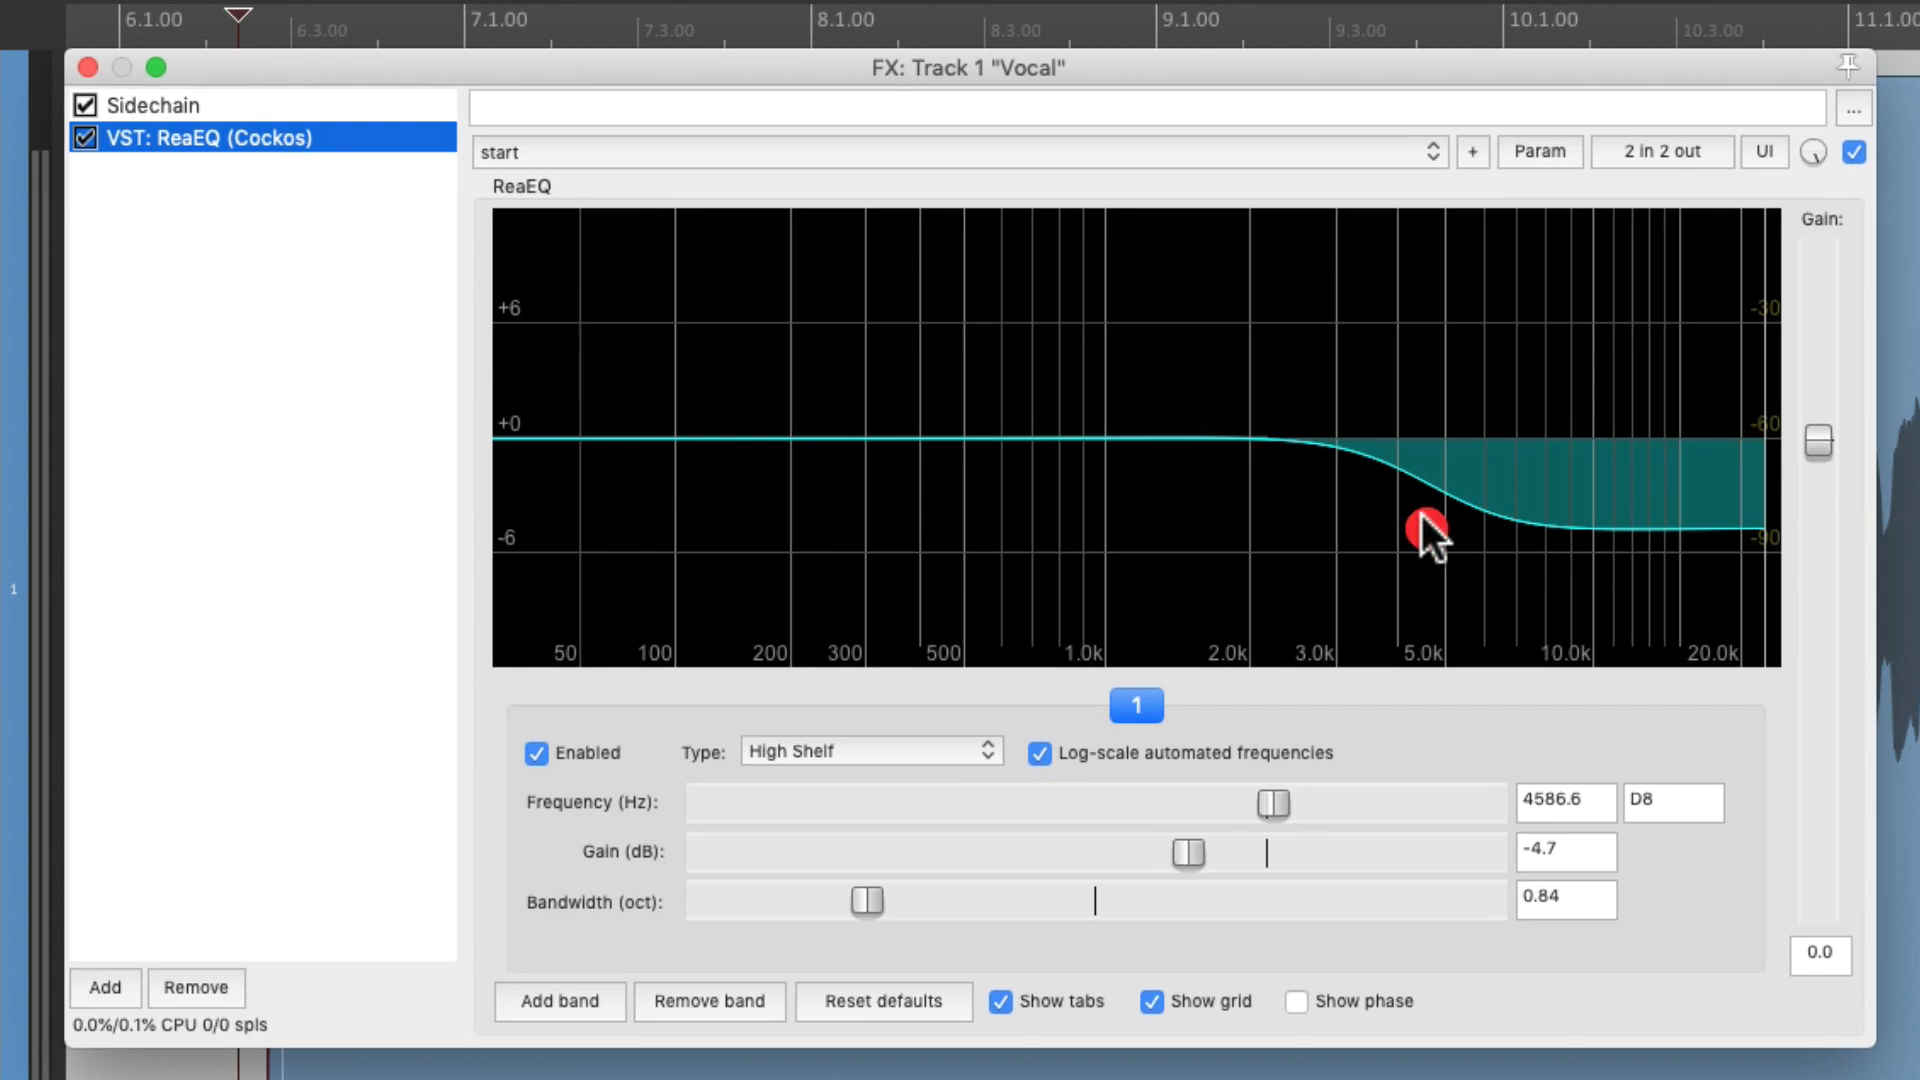 6.1.00 6.3.00 7.1.00 7.3.00 8.1.00 8.3.00 9.1.00 9.3.00 10.1.00 10.3.00 11.1.00
FX: Track 1 "Vocal"
Sidechain
VST: ReaEQ (Cockos)
...
start + Param 2 in 2 out UI
ReaEQ
Gain:
+6 -30
+0 -60
-6 -90
50 100 200 300 500 1.0k 2.0k 3.0k 5.0k 10.0k 20.0k
1
1
Enabled Type: High Shelf Log-scale automated frequencies
Frequency (Hz): 4586.6 D8
Gain (dB): -4.7
Bandwidth (oct): 0.84
0.0
Add Remove
Add band Remove band Reset defaults Show tabs Show grid Show phase
0.0%/0.1% CPU 0/0 spls